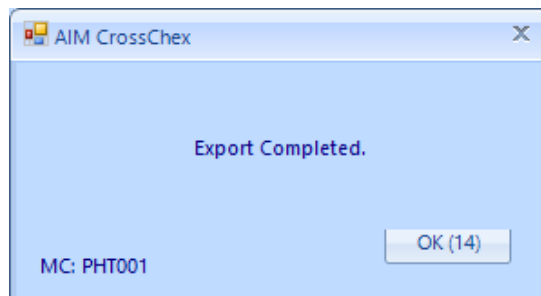 AIM CrossChex
Export Completed.
OK (14)
MC: PHT001